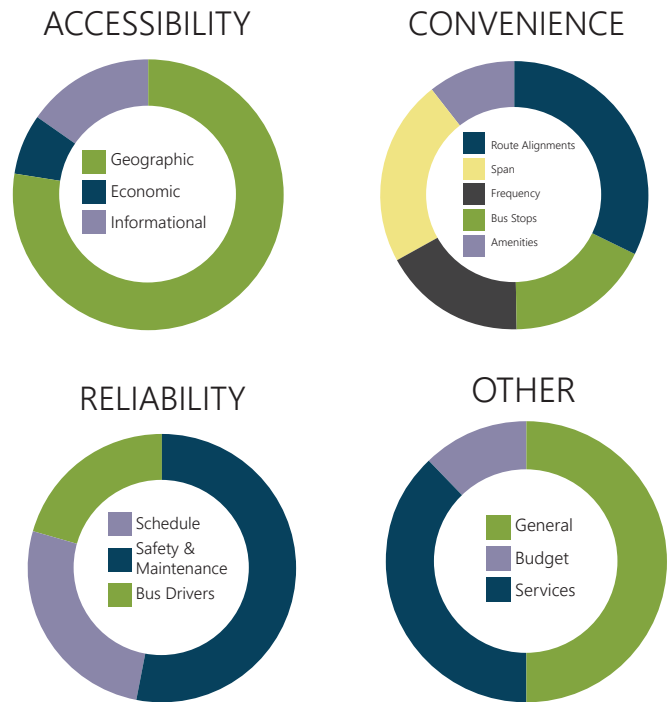 ACCESSIBILITY
Geographic
Economic
Informational
CONVENIENCE
Route Alignments
Span
Frequency
Bus Stops
Amenities
RELIABILITY
Schedule
Safety &
Maintenance
Bus Drivers
OTHER
General
Budget
Services